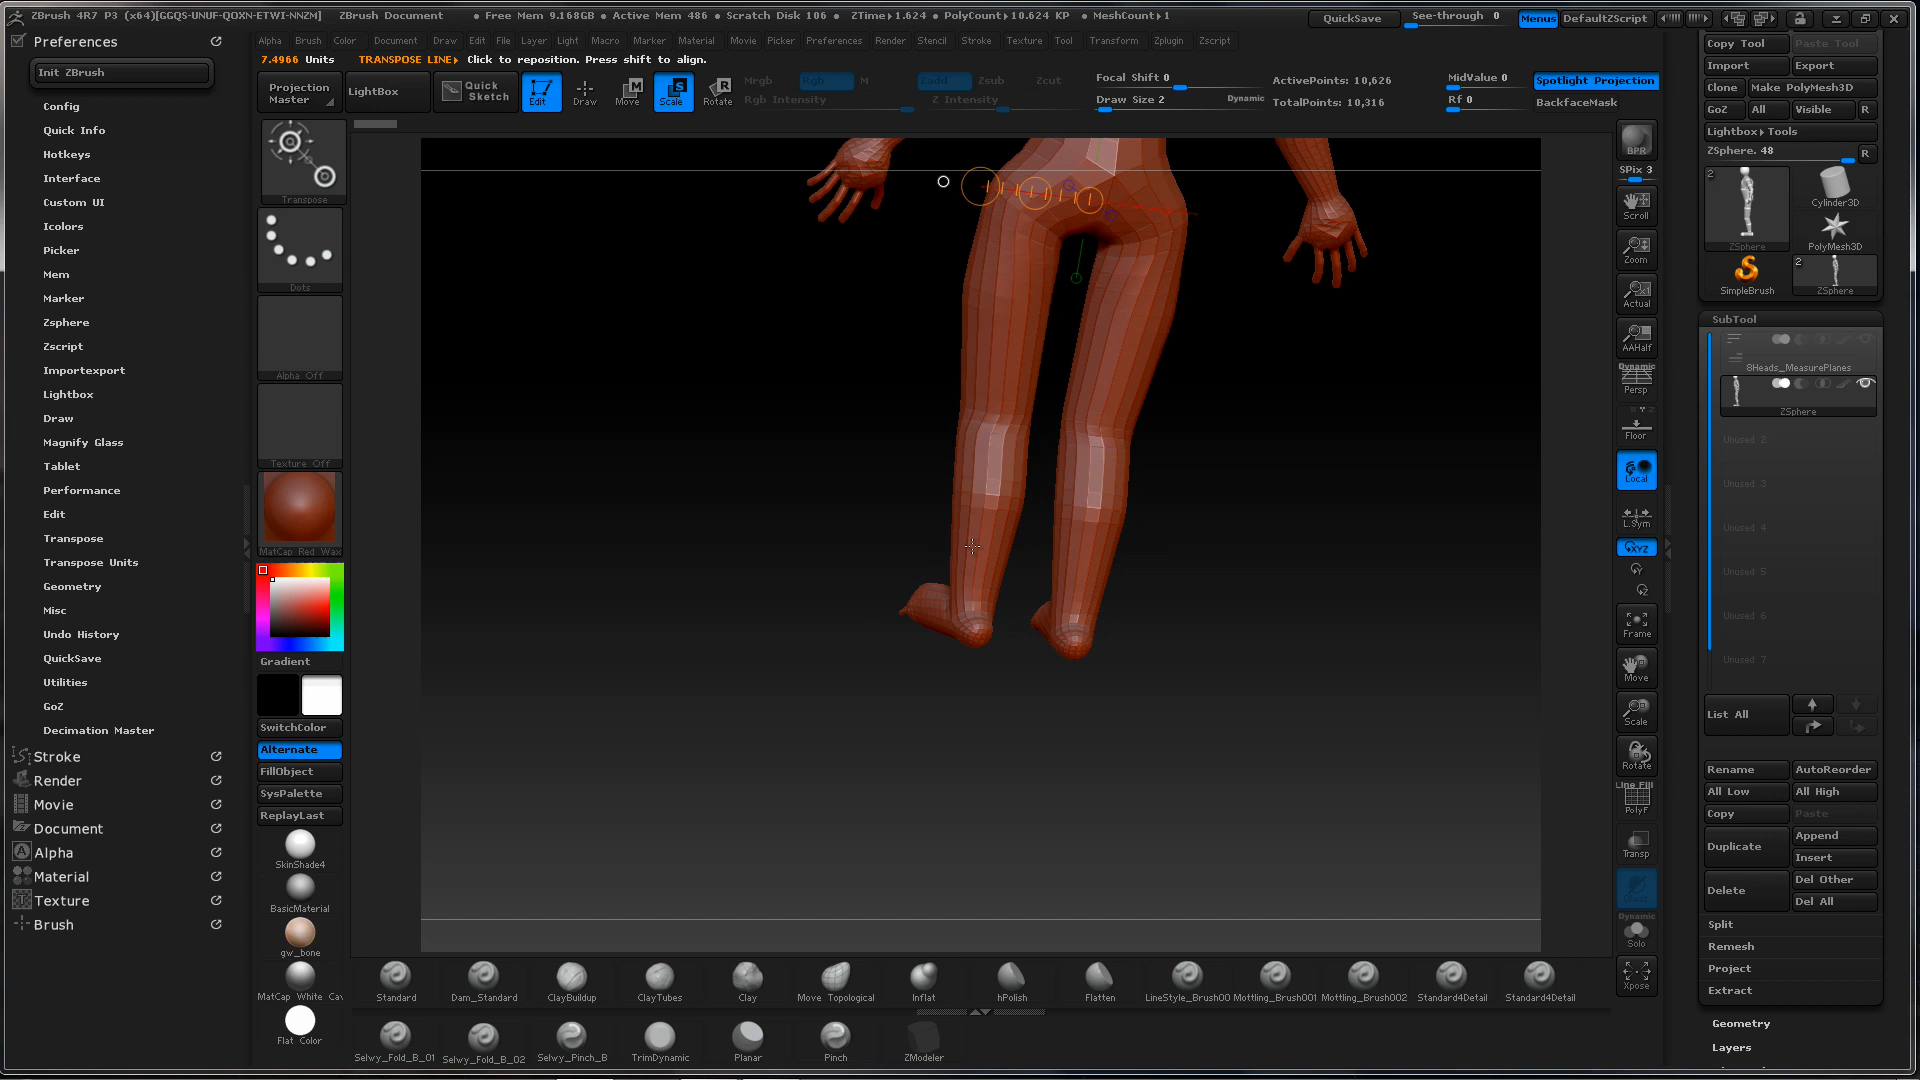 ZBrush 4R7 P3 (x64)[GGQS-UNUF-QOXN-ETWI-NNZM] ZBrush Document • Free Mem 9.168GB • Active Mem 486 • Scratch Disk 106 • ZTime▸1.624 • PolyCount▸10.624 KP • MeshCount▸1 QuickSave See-through 0 Menus DefaultZScript
Alpha Brush Color Document Draw Edit File Layer Light Macro Marker Material Movie Picker Preferences Render Stencil Stroke Texture Tool Transform Zplugin Zscript
7.4966 Units TRANSPOSE LINE▸ Click to reposition. Press shift to align.
Projection Master
LightBox
Quick Sketch
Edit
Draw
Move
Scale
Rotate
Mrgb Rgb M
Rgb Intensity
Zadd Zsub Zcut
Z Intensity
Focal Shift 0
Draw Size 2 Dynamic
ActivePoints: 10,626
TotalPoints: 10,316
MidValue 0
Rf 0
Spotlight Projection
BackfaceMask
Preferences
Init ZBrush
Config
Quick Info
Hotkeys
Interface
Custom UI
Icolors
Picker
Mem
Marker
Zsphere
Zscript
Importexport
Lightbox
Draw
Magnify Glass
Tablet
Performance
Edit
Transpose
Transpose Units
Geometry
Misc
Undo History
QuickSave
Utilities
GoZ
Decimation Master
Stroke
Render
Movie
Document
Alpha
Material
Texture
Brush
Transpose
Dots
Alpha Off
Texture Off
MatCap Red Wax
Gradient
SwitchColor
Alternate
FillObject
SysPalette
ReplayLast
SkinShade4
BasicMaterial
gw_bone
MatCap White Cav
Flat Color
Standard Dam_Standard ClayBuildup ClayTubes Clay Move Topological Inflat hPolish Flatten LineStyle_Brush00 Mottling_Brush001 Mottling_Brush002 Standard4Detail Standard4Detail
Selwy_Fold_B_01 Selwy_Fold_B_02 Selwy_Pinch_B TrimDynamic Planar Pinch ZModeler
BPR
SPix 3
Scroll
Zoom
Actual
AAHalf
Dynamic
Persp
Floor
Local
L.Sym
XYZ
Y
Z
Frame
Move
Scale
Rotate
Line Fill
PolyF
Transp
Ghost
Dynamic
Solo
Xpose
Copy Tool Paste Tool
Import Export
Clone Make PolyMesh3D
GoZ All Visible R
Lightbox▸Tools
ZSphere. 48 R
2
ZSphere
Cylinder3D
PolyMesh3D
SimpleBrush
2
ZSphere
SubTool
8Heads_MeasurePlanes
ZSphere
Unused 2
Unused 3
Unused 4
Unused 5
Unused 6
Unused 7
List All
Rename AutoReorder
All Low All High
Copy Paste
Duplicate Append
Insert
Delete Del Other
Del All
Split
Remesh
Project
Extract
Geometry
Layers